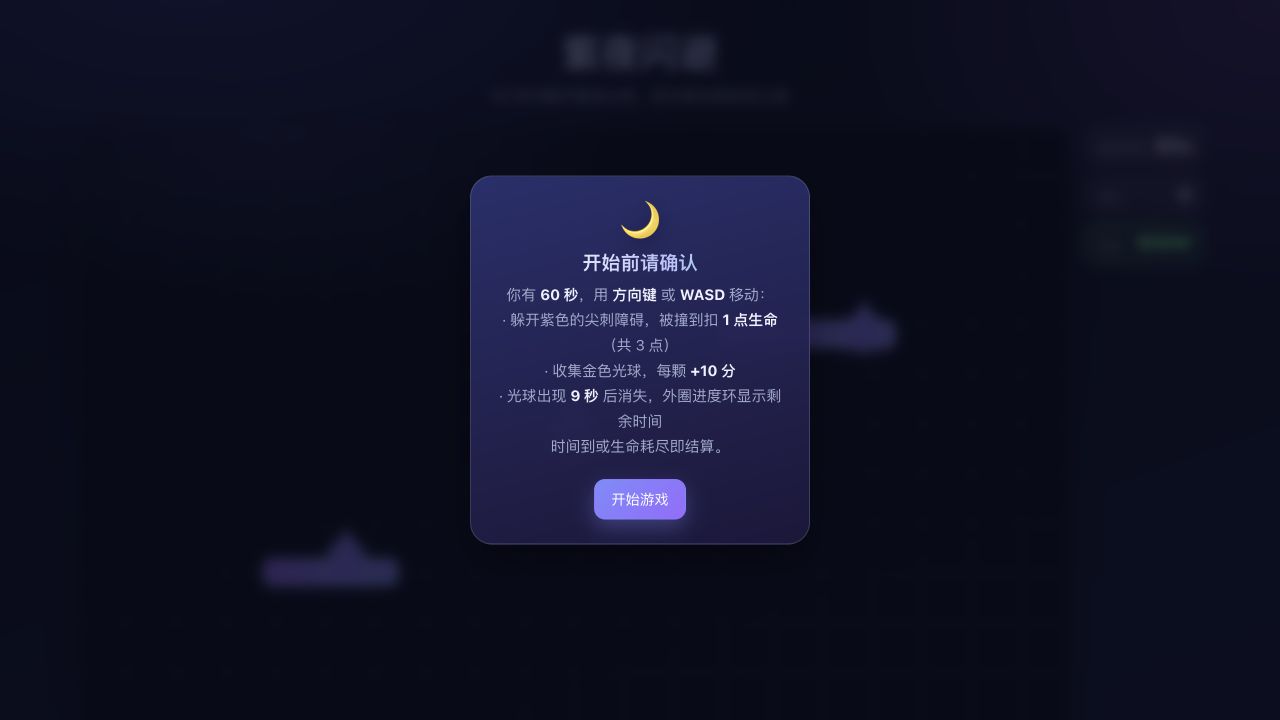 开始前请确认
你有 60 秒，用 方向键 或 WASD 移动：
· 躲开紫色的尖刺障碍，被撞到扣 1 点生命
（共 3 点）
· 收集金色光球，每颗 +10 分
· 光球出现 9 秒 后消失，外圈进度环显示剩
余时间
时间到或生命耗尽即结算。
开始游戏